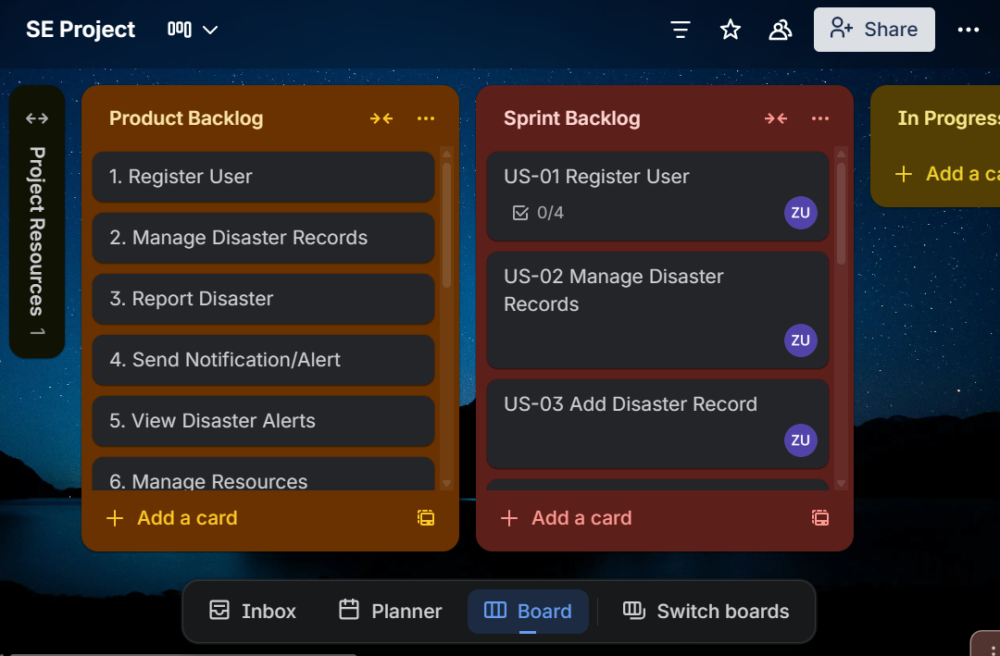 SE Project
Share
Project Resources 1
Product Backlog
1. Register User
2. Manage Disaster Records
3. Report Disaster
4. Send Notification/Alert
5. View Disaster Alerts
6. Manage Resources
Add a card
Sprint Backlog
US-01 Register User
0/4
ZU
US-02 Manage Disaster
Records
ZU
US-03 Add Disaster Record
ZU
Add a card
In Progress
Add a ca
Inbox
Planner
Board
Switch boards